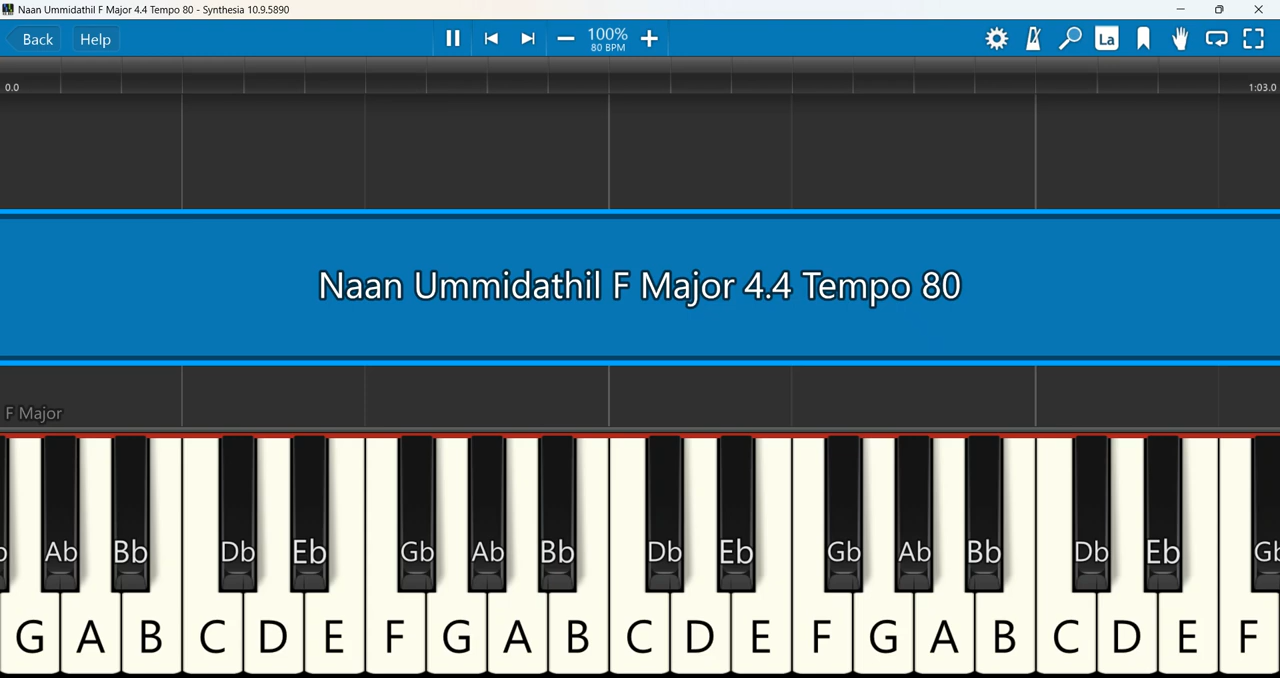 Naan Ummidathil F Major 4.4 Tempo 80 - Synthesia 10.9.5890
Back Help 100% La
80 BPM
0.0 1:03.0
Naan Ummidathil F Major 4.4 Tempo 80
F Major
b Ab Bb Db Eb Gb Ab Bb Db Eb Gb Ab Bb Db Eb Gb
G A B C D E F G A B C D E F G A B C D E F